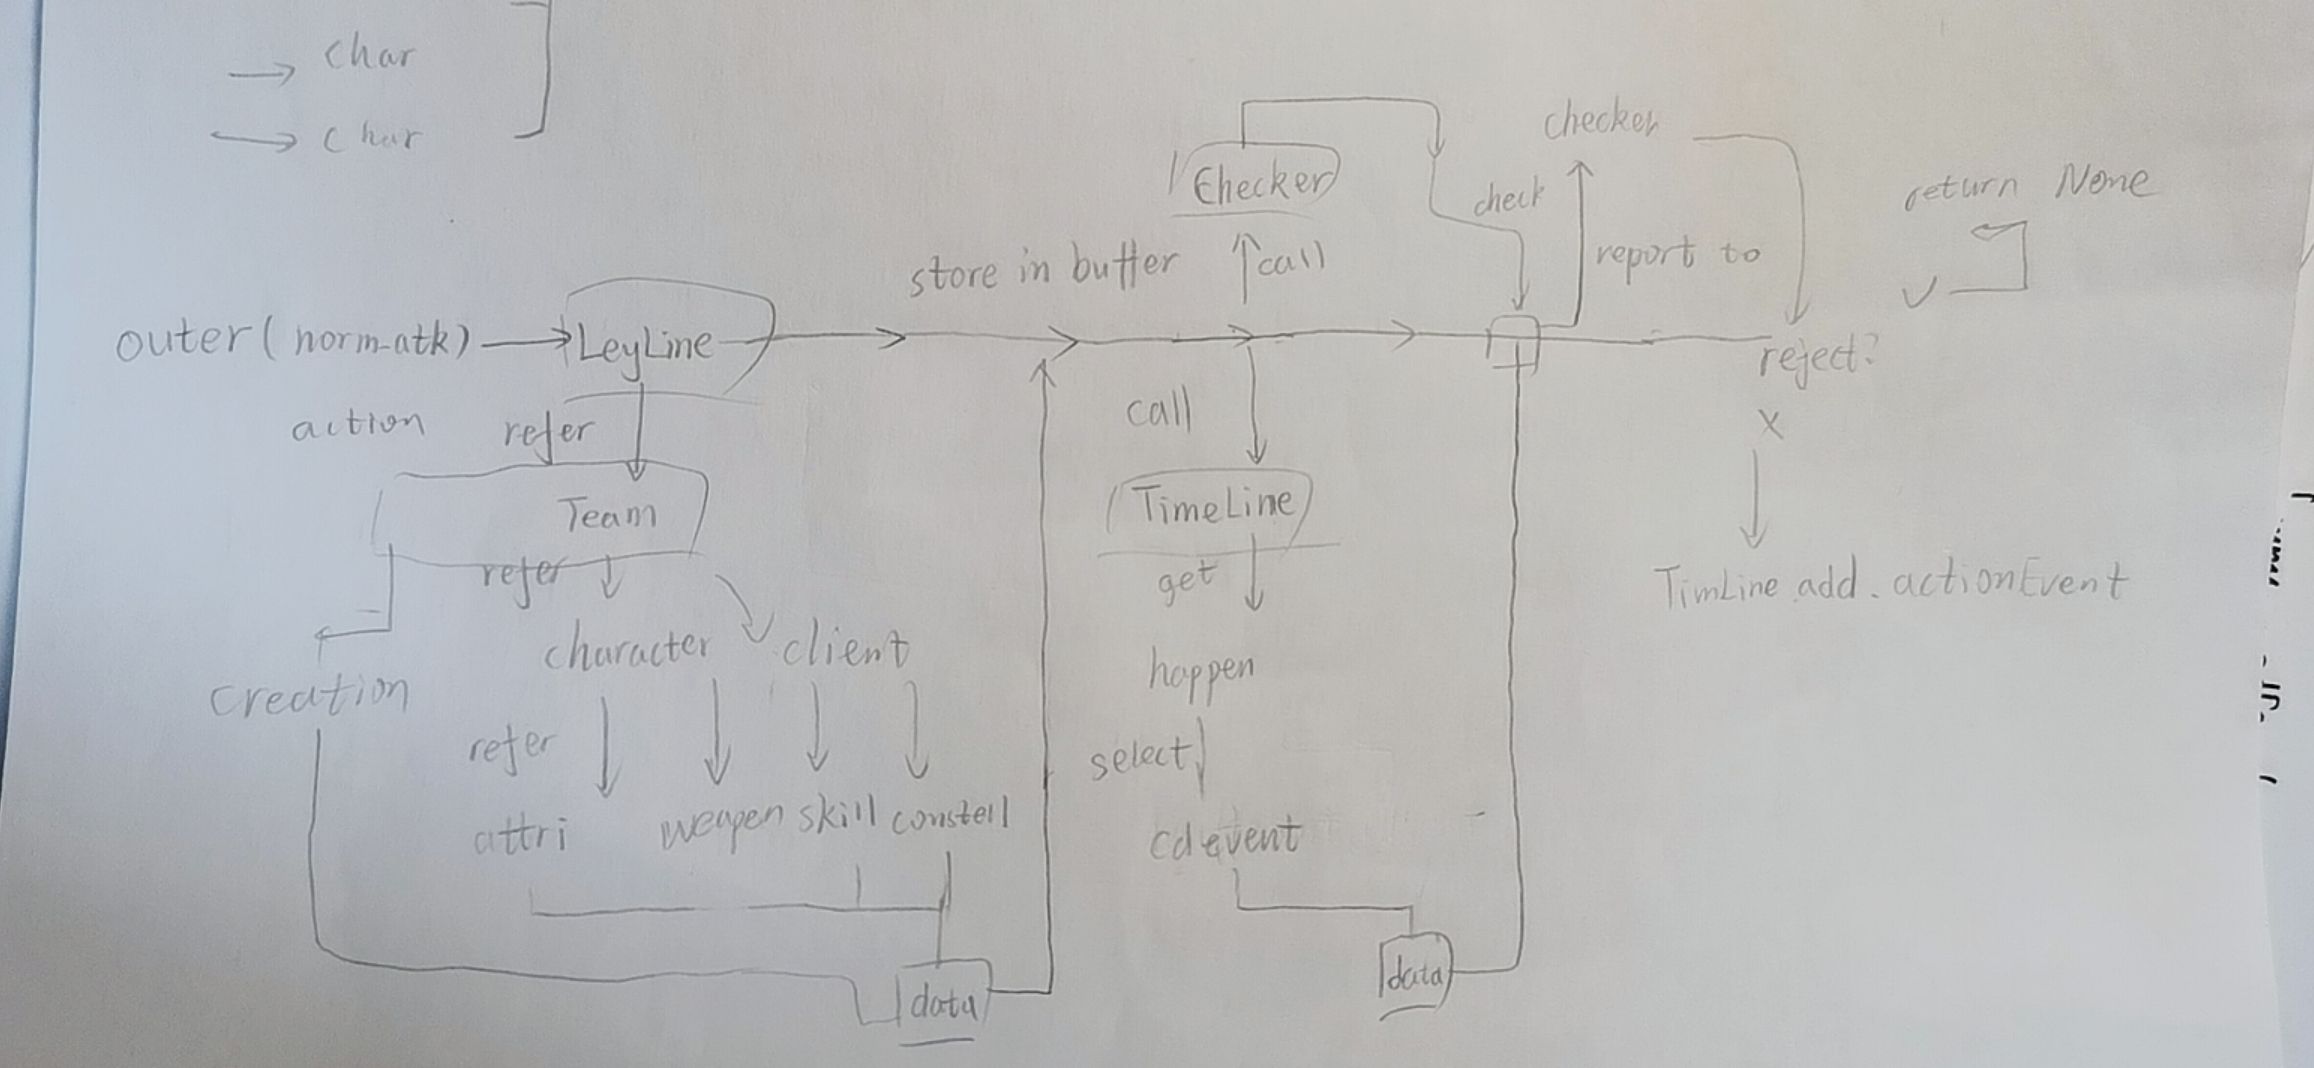 char
char
checker
Checker
check
return None
store in butter
call
report to
outer (norm-atk)
LeyLine
reject?
action
refer
call
x
Team
TimeLine
refer
get
TimLine.add.actionEvent
character
client
happen
creation
refer
select
attri
weapen
skill
constell
cd event
data
data